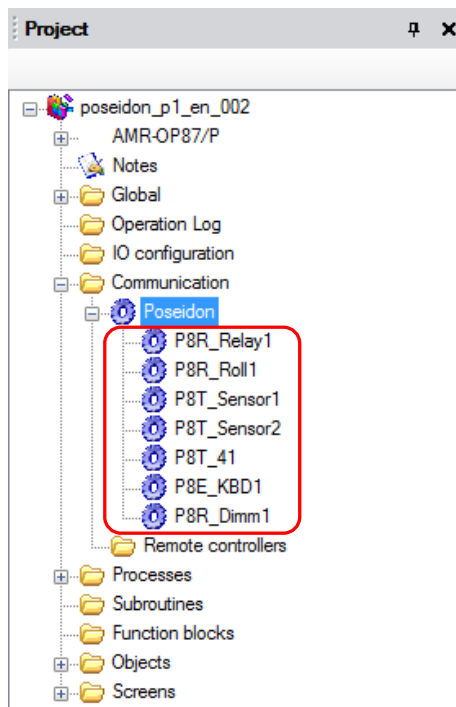 Project
poseidon_p1_en_002
AMR-OP87/P
Notes
Global
Operation Log
IO configuration
Communication
Poseidon
P8R_Relay1
P8R_Roll1
P8T_Sensor1
P8T_Sensor2
P8T_41
P8E_KBD1
P8R_Dimm1
Remote controllers
Processes
Subroutines
Function blocks
Objects
Screens